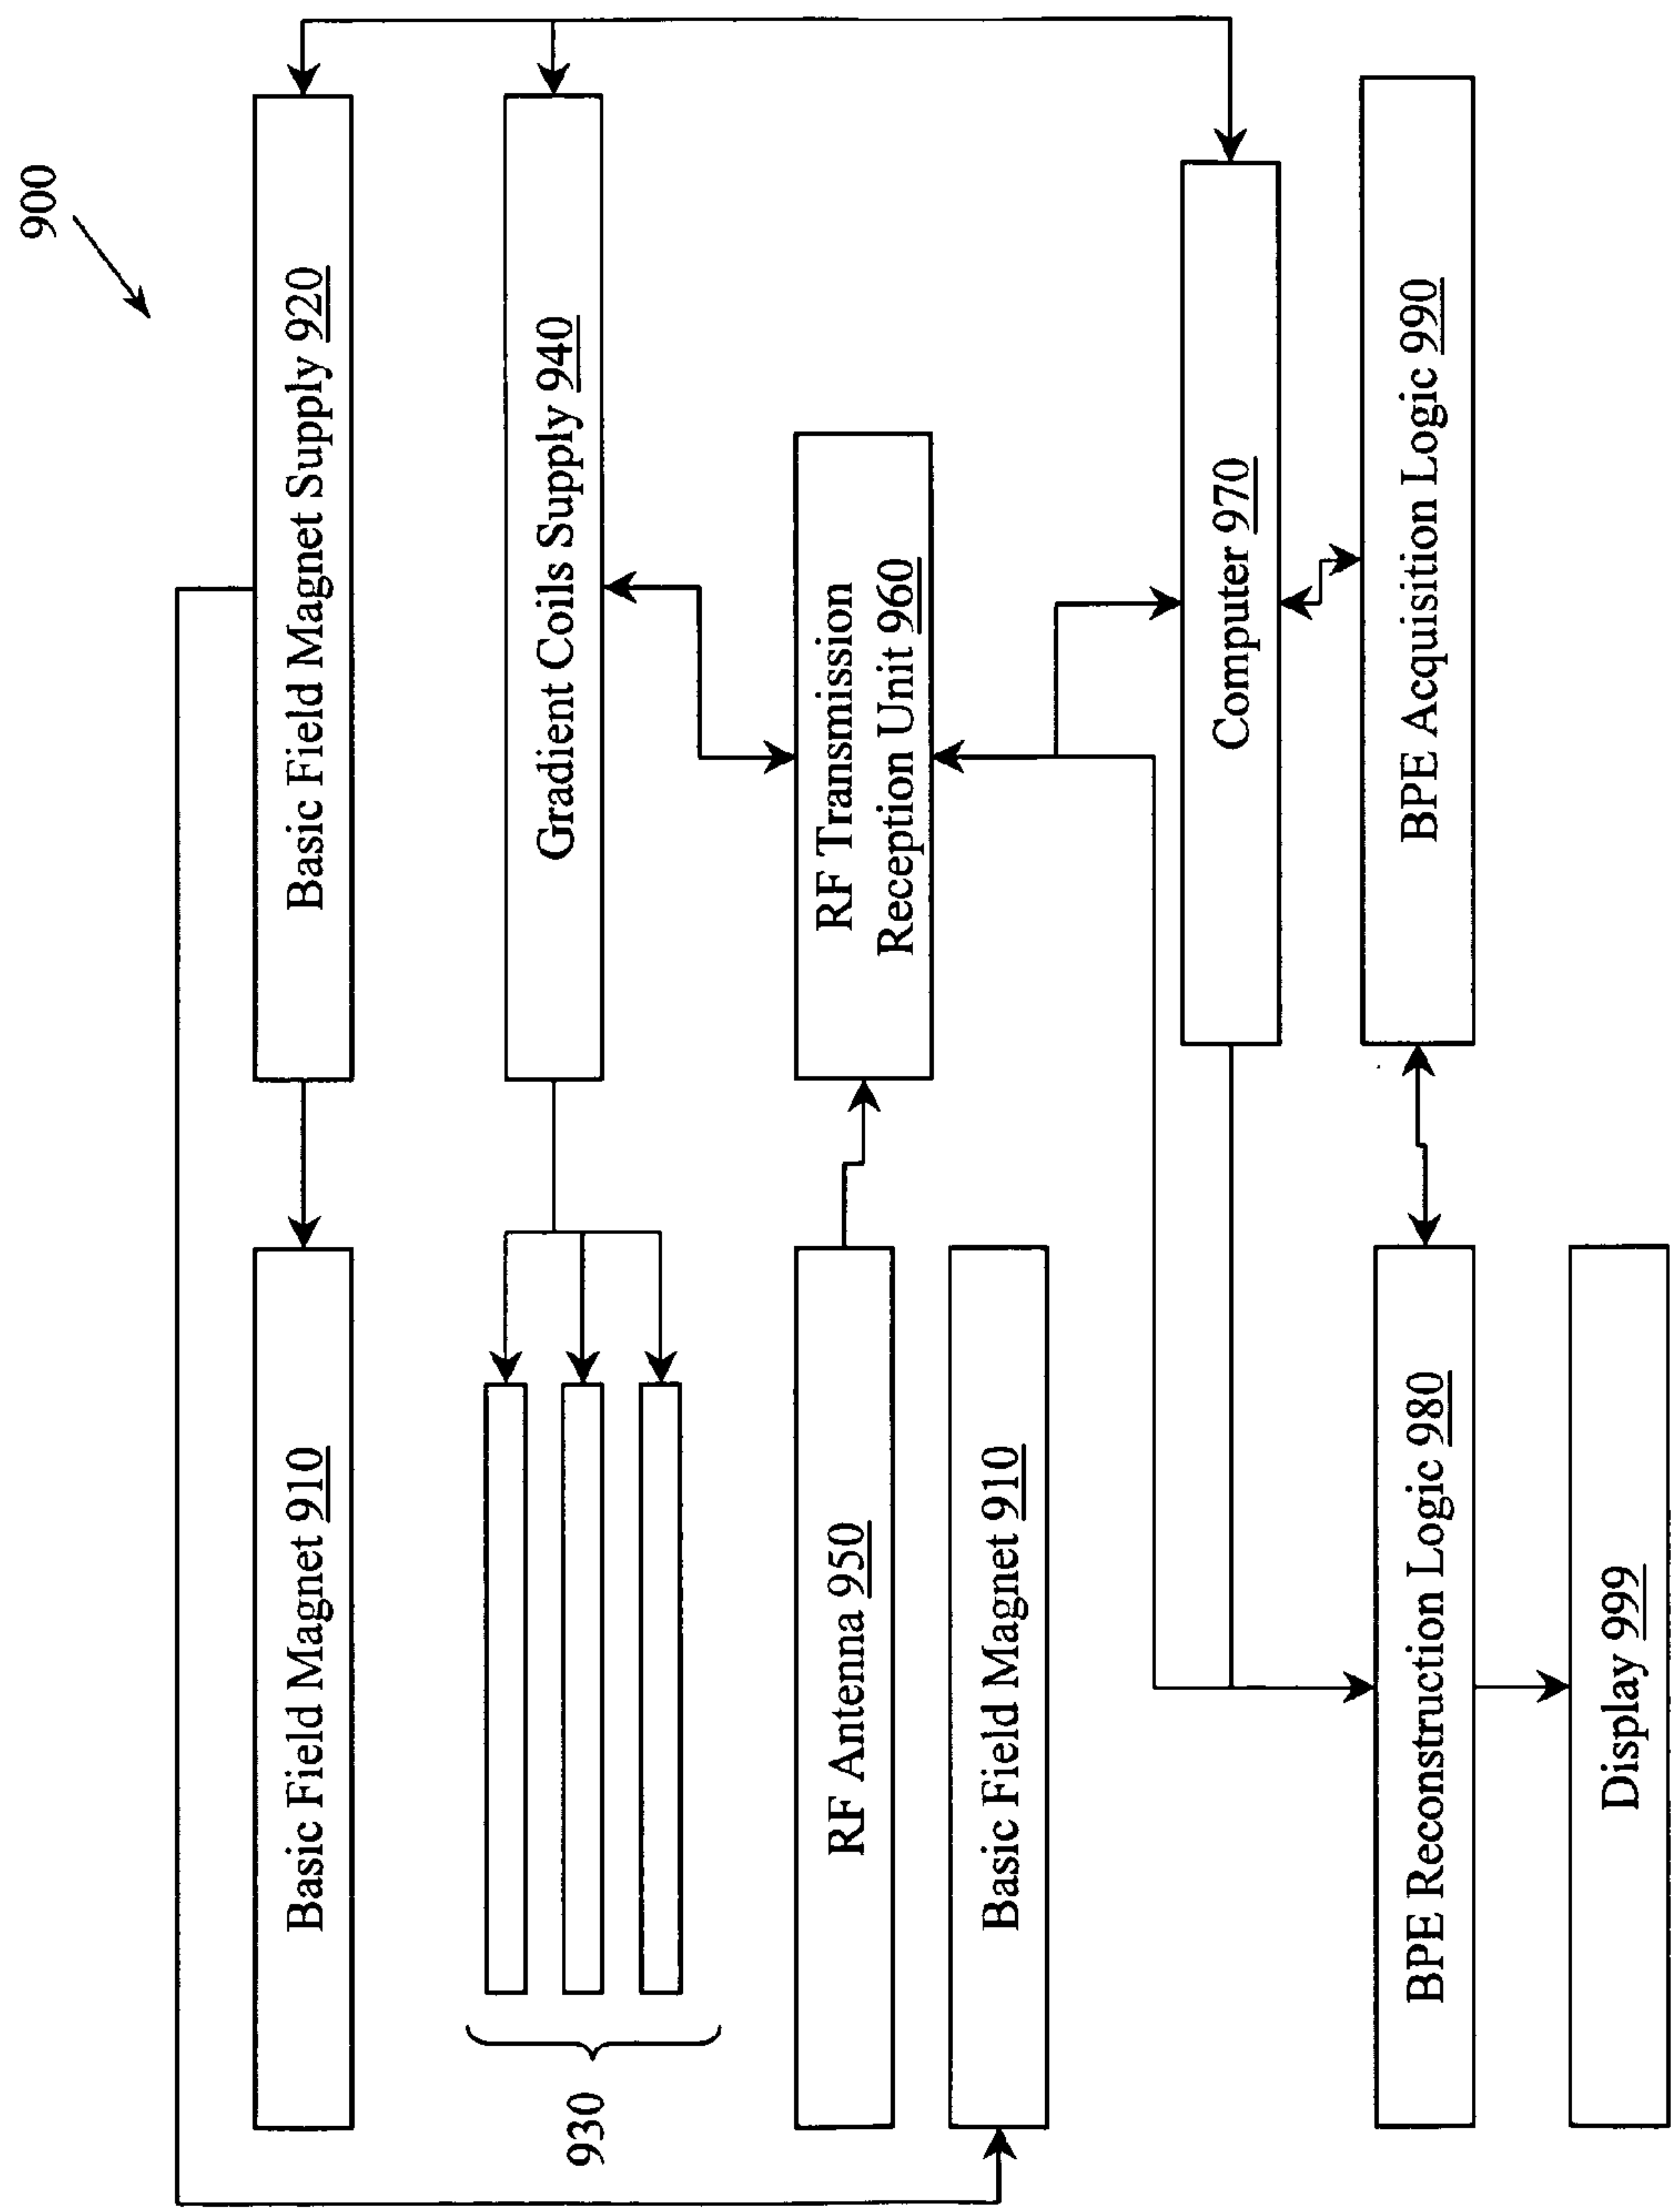 900
Basic Field Magnet 910
Basic Field Magnet Supply 920
930
Gradient Coils Supply 940
RF Antenna 950
RF Transmission
Reception Unit 960
Basic Field Magnet 910
Computer 970
BPE Reconstruction Logic 980
BPE Acquisition Logic 990
Display 999